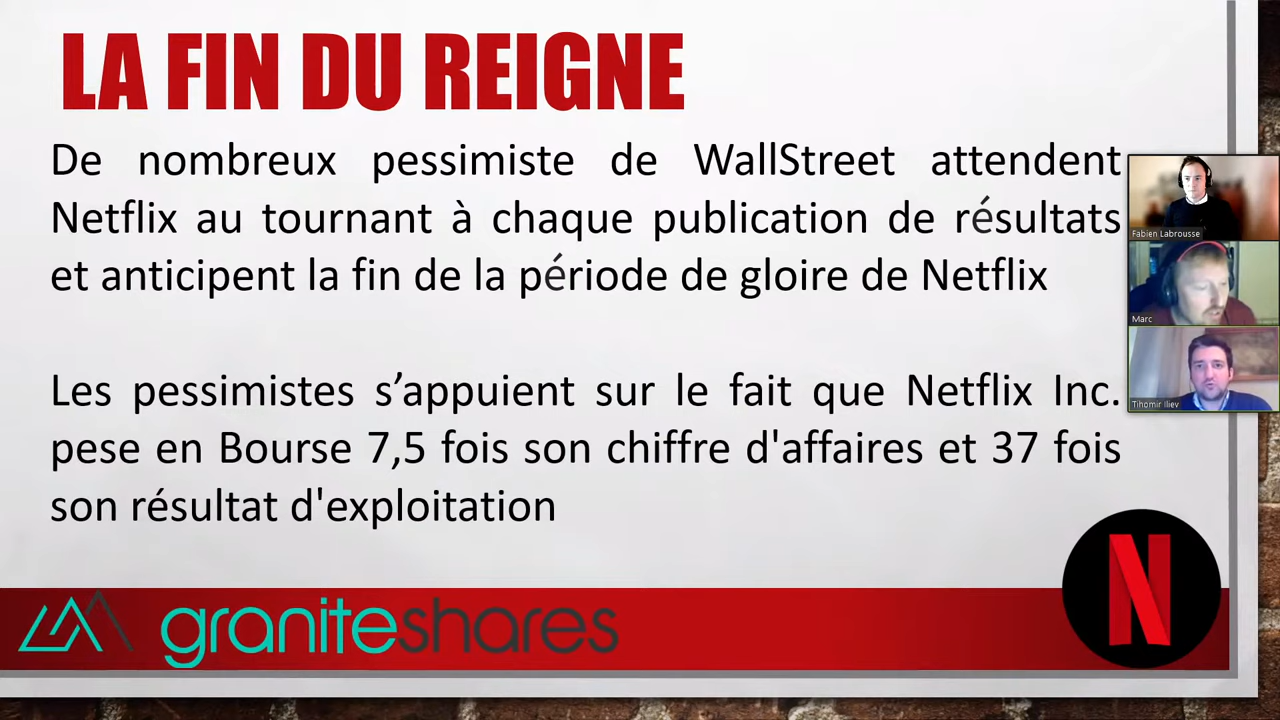 LA FIN DU REIGNE
De nombreux pessimiste de WallStreet attendent
Netflix au tournant à chaque publication de résultats
et anticipent la fin de la période de gloire de Netflix
Les pessimistes s’appuient sur le fait que Netflix Inc.
pese en Bourse 7,5 fois son chiffre d'affaires et 37 fois
son résultat d'exploitation
Fabien Labrousse
Marc
Tihomir Iliev
graniteshares
N